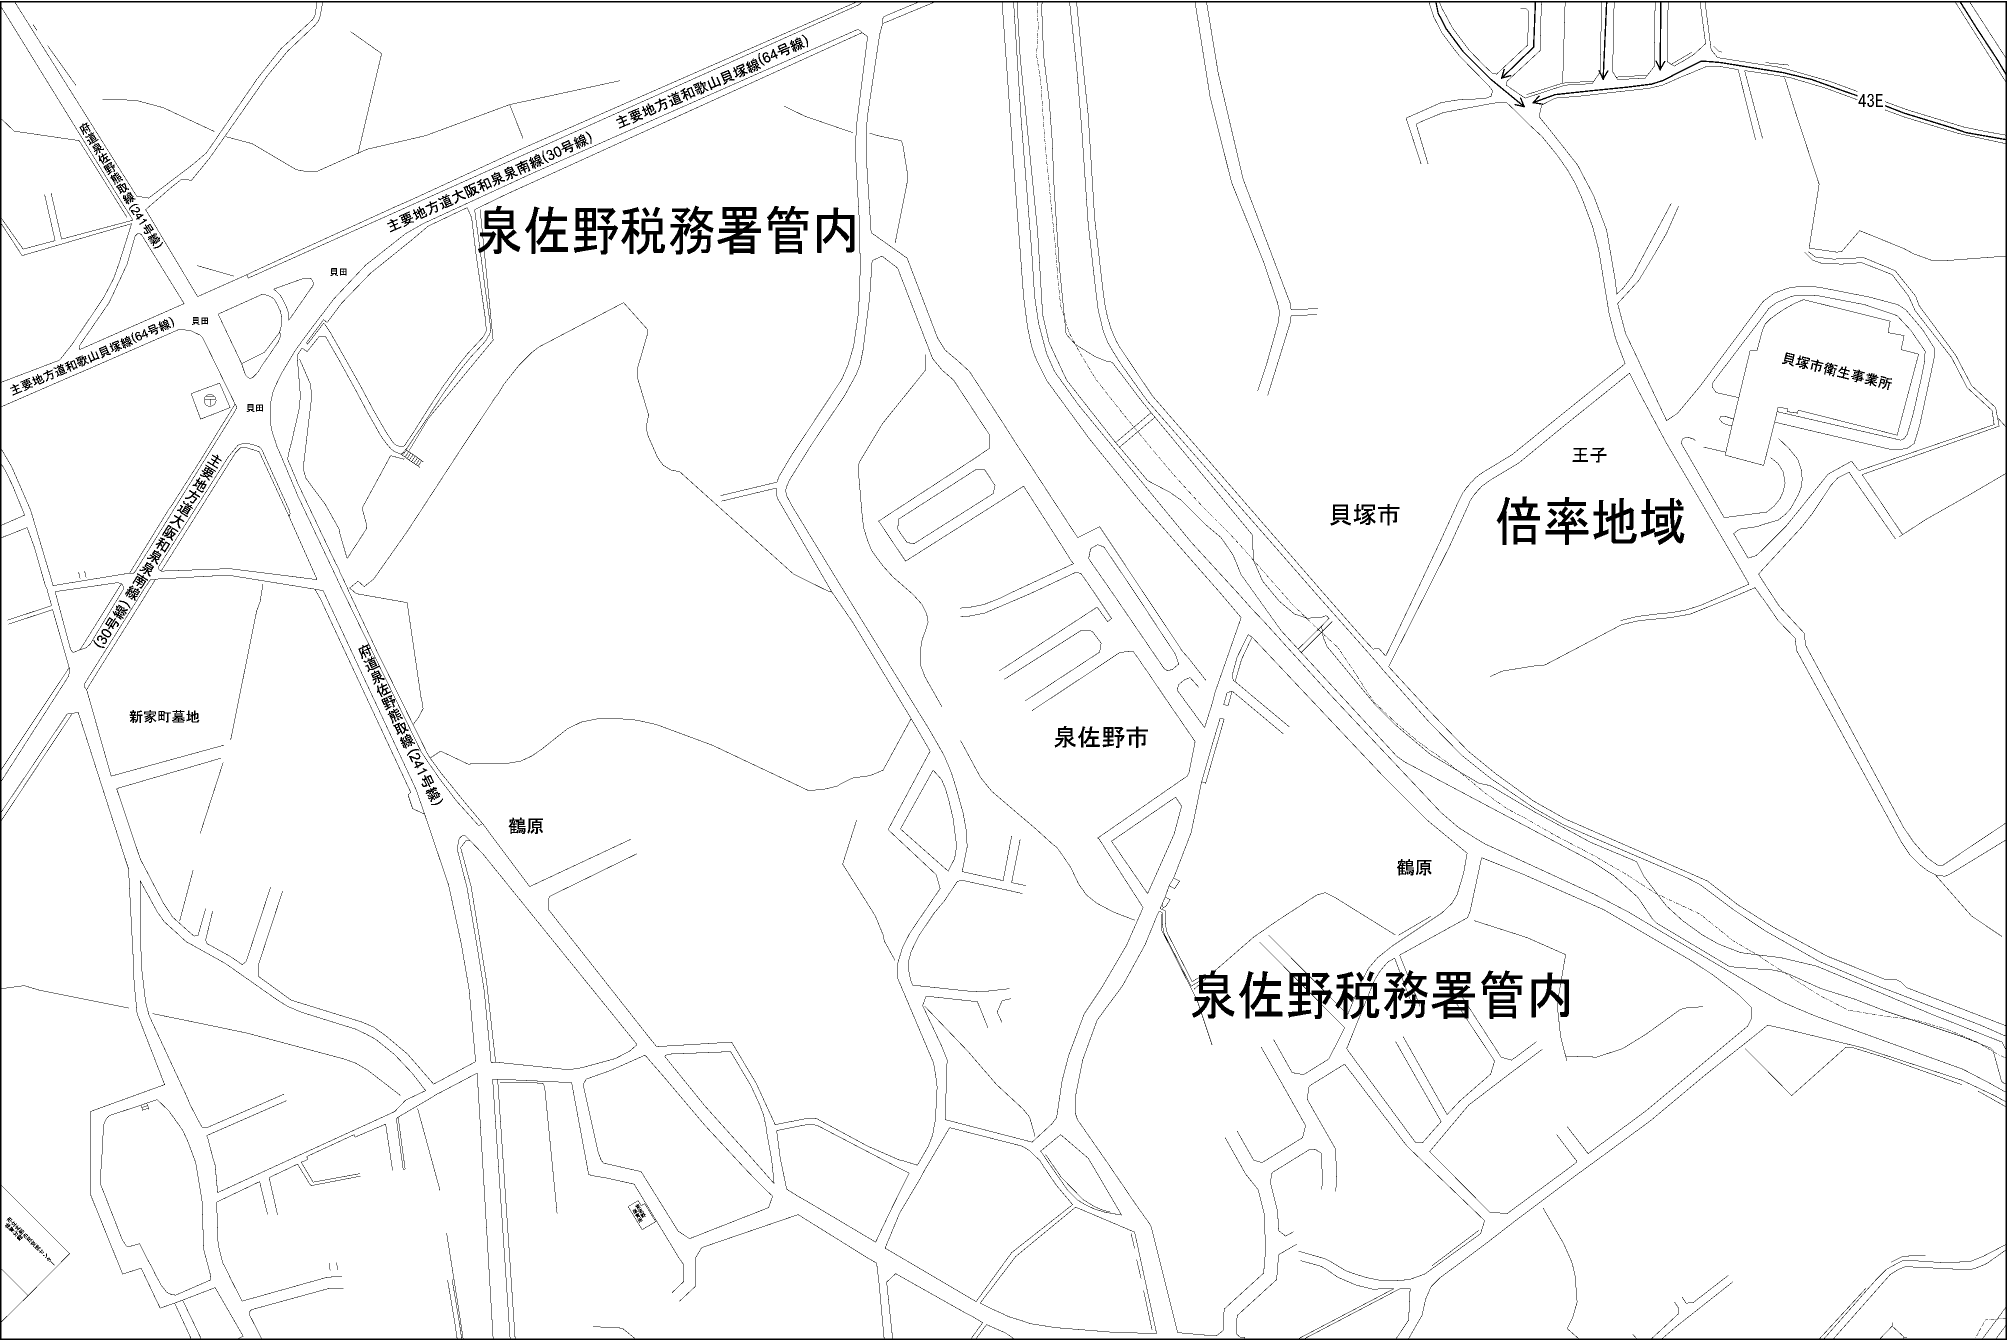 43E
主要地方道和歌山貝塚線(64号線)
主要地方道大阪和泉泉南線(30号線)
府道泉佐野熊取線(241号線)
泉佐野税務署管内
貝田
貝田
主要地方道和歌山貝塚線(64号線)
貝塚市衛生事業所
貝田
王子
貝塚市
倍率地域
主要地方道大阪和泉泉南線
(30号線)
府道泉佐野熊取線(241号線)
新家町墓地
泉佐野市
鶴原
鶴原
泉佐野税務署管内